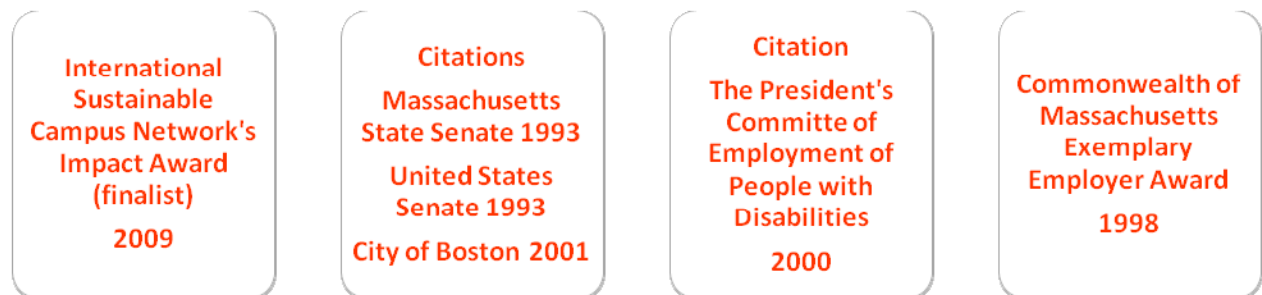 International
Sustainable
Campus Network's
Impact Award
(finalist)
2009
Citations
Massachusetts
State Senate 1993
United States
Senate 1993
City of Boston 2001
Citation
The President's
Committe of
Employment of
People with
Disabilities
2000
Commonwealth of
Massachusetts
Exemplary
Employer Award
1998